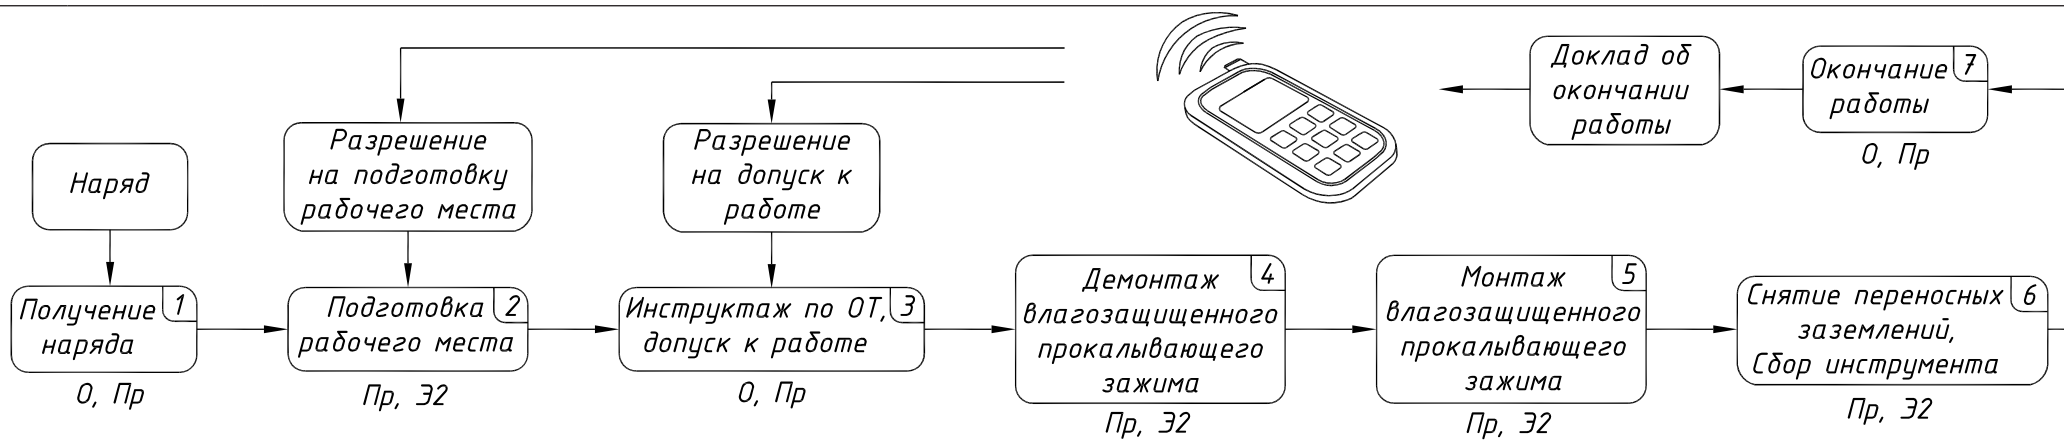 Наряд
Получение 1
наряда
О, Пр
Разрешение
на подготовку
рабочего места
Подготовка 2
рабочего места
Пр, Э2
Разрешение
на допуск к
работе
Инструктаж по ОТ, 3
допуск к работе
О, Пр
Демонтаж 4
влагозащищенного
прокалывающего
зажима
Пр, Э2
Монтаж 5
влагозащищенного
прокалывающего
зажима
Пр, Э2
Снятие переносных 6
заземлений,
Сбор инструмента
Пр, Э2
Окончание 7
работы
О, Пр
Доклад об
окончании
работы